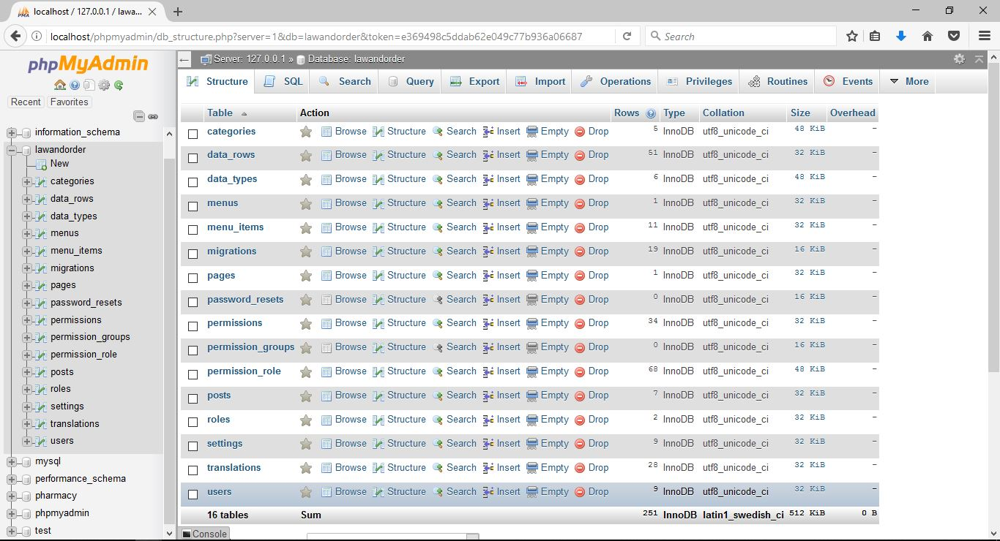 localhost / 127.0.0.1 / lawa...
localhost/phpmyadmin/db_structure.php?server=1&db=lawandorder&token=e369498c5ddab62e049c77b936a06687
Search
phpMyAdmin
Recent Favorites
information_schema
lawandorder
New
categories
data_rows
data_types
menus
menu_items
migrations
pages
password_resets
permissions
permission_groups
permission_role
posts
roles
settings
translations
users
mysql
performance_schema
pharmacy
phpmyadmin
test
Server: 127.0.0.1 » Database: lawandorder
Structure SQL Search Query Export Import Operations Privileges Routines Events More
Table Action Rows Type Collation Size Overhead
categories Browse Structure Search Insert Empty Drop 5 InnoDB utf8_unicode_ci 48 KiB -
data_rows Browse Structure Search Insert Empty Drop 51 InnoDB utf8_unicode_ci 32 KiB -
data_types Browse Structure Search Insert Empty Drop 6 InnoDB utf8_unicode_ci 48 KiB -
menus Browse Structure Search Insert Empty Drop 1 InnoDB utf8_unicode_ci 32 KiB -
menu_items Browse Structure Search Insert Empty Drop 11 InnoDB utf8_unicode_ci 32 KiB -
migrations Browse Structure Search Insert Empty Drop 19 InnoDB utf8_unicode_ci 16 KiB -
pages Browse Structure Search Insert Empty Drop 1 InnoDB utf8_unicode_ci 32 KiB -
password_resets Browse Structure Search Insert Empty Drop 0 InnoDB utf8_unicode_ci 16 KiB -
permissions Browse Structure Search Insert Empty Drop 34 InnoDB utf8_unicode_ci 32 KiB -
permission_groups Browse Structure Search Insert Empty Drop 0 InnoDB utf8_unicode_ci 16 KiB -
permission_role Browse Structure Search Insert Empty Drop 68 InnoDB utf8_unicode_ci 48 KiB -
posts Browse Structure Search Insert Empty Drop 7 InnoDB utf8_unicode_ci 32 KiB -
roles Browse Structure Search Insert Empty Drop 2 InnoDB utf8_unicode_ci 32 KiB -
settings Browse Structure Search Insert Empty Drop 9 InnoDB utf8_unicode_ci 32 KiB -
translations Browse Structure Search Insert Empty Drop 28 InnoDB utf8_unicode_ci 32 KiB -
users Browse Structure Search Insert Empty Drop 9 InnoDB utf8_unicode_ci 32 KiB -
16 tables Sum 251 InnoDB latin1_swedish_ci 512 KiB 0 B
Console